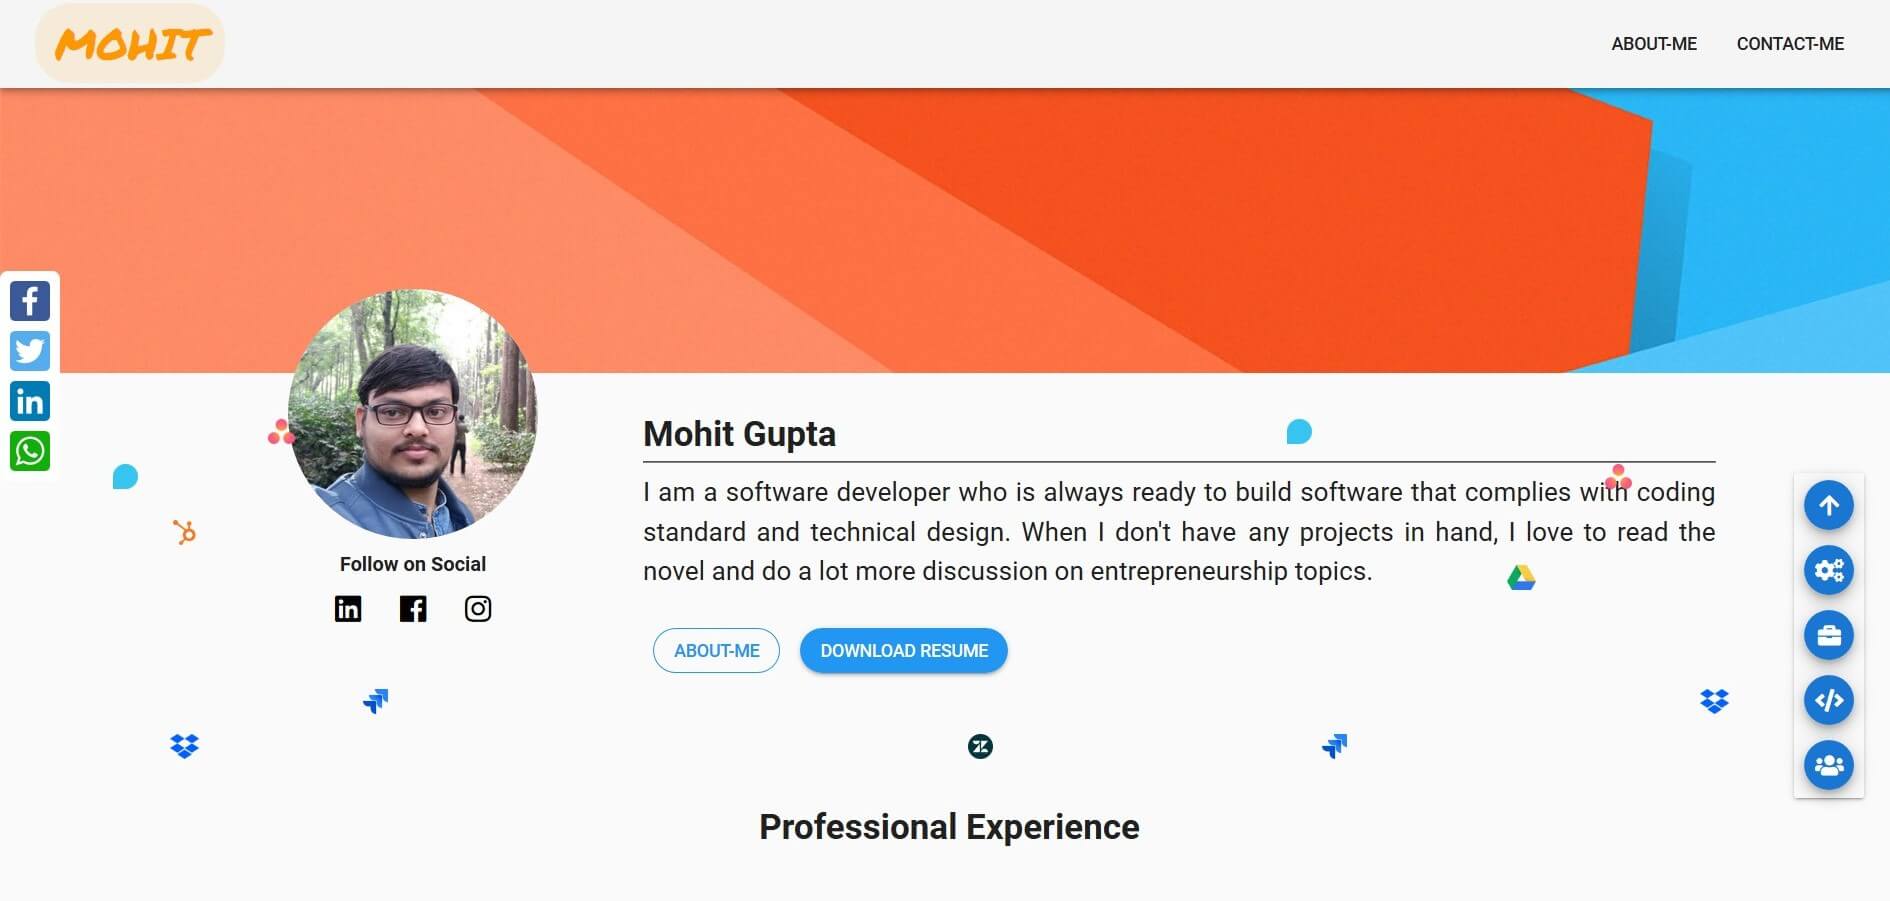 MOHIT
ABOUT-ME
CONTACT-ME
Mohit Gupta
I am a software developer who is always ready to build software that complies with coding
standard and technical design. When I don't have any projects in hand, I love to read the
novel and do a lot more discussion on entrepreneurship topics.
Follow on Social
ABOUT-ME
DOWNLOAD RESUME
Professional Experience